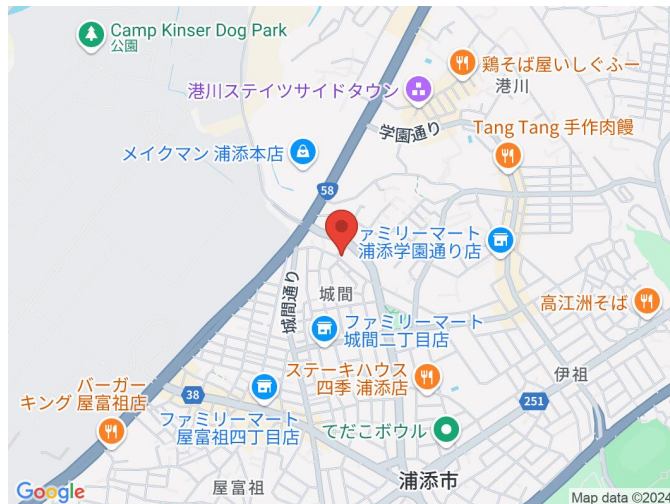 Camp Kinser Dog Park
公園
鶏そば屋いしぐふー
港川
港川ステイツサイドタウン
学園通り
Tang Tang 手作肉饅
メイクマン 浦添本店
58
ファミリーマート
浦添学園通り店
城間通り
城間
高江洲そば
ファミリーマート
城間二丁目店
ステーキハウス
四季 浦添店
伊祖
バーガー
キング 屋富祖店
38
ファミリーマート
屋富祖四丁目店
251
てだこボウル
浦添市
屋富祖
Google
Map data ©2024